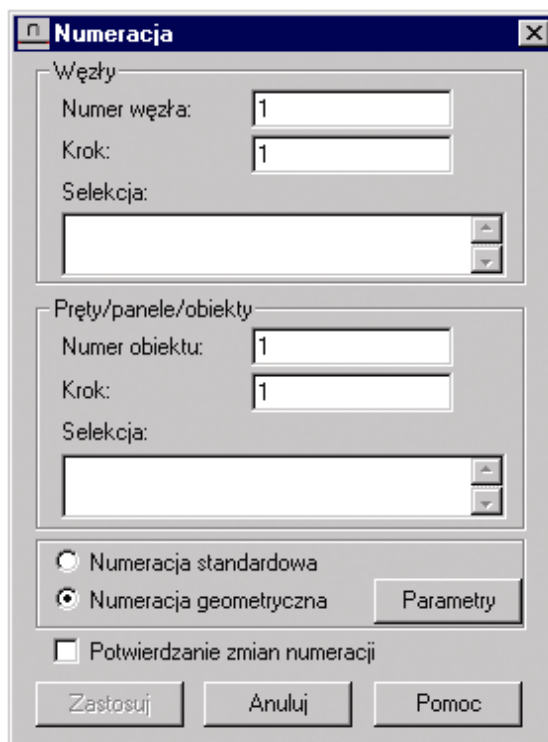 Numeracja
Węzły
Numer węzła: 1
Krok: 1
Selekcja:
Pręty/panele/obiekty
Numer obiektu: 1
Krok: 1
Selekcja:
Numeracja standardowa
Numeracja geometryczna Parametry
Potwierdzanie zmian numeracji
Zastosuj Anuluj Pomoc